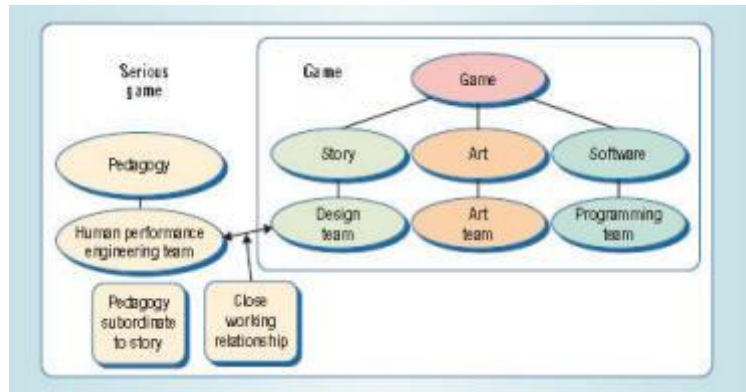 Serious
game
Game
Game
Story
Art
Software
Pedagogy
Design
team
Art
team
Programming
team
Human performance
engineering team
Pedagogy
subordinate
to story
Close
working
relationship